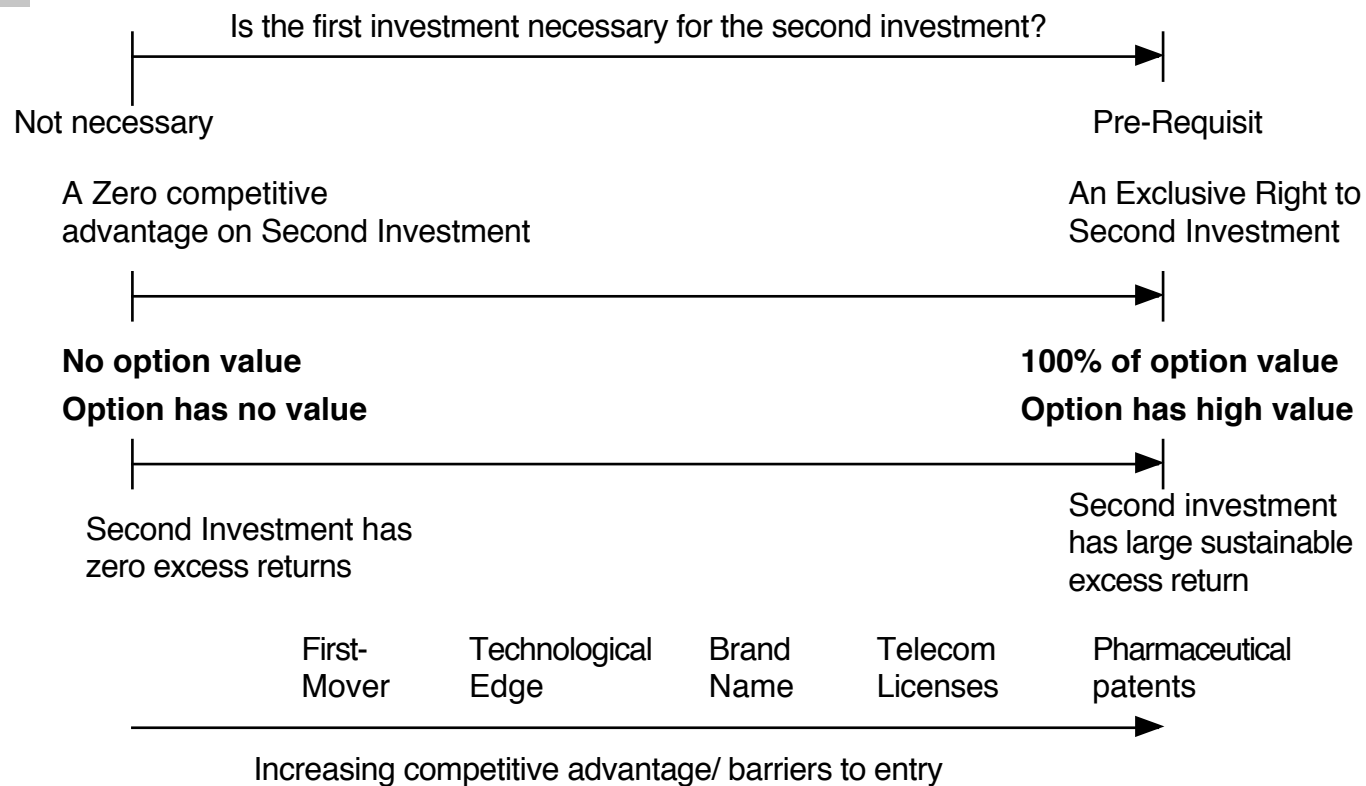 Is the first investment necessary for the second investment?
Not necessary
Pre-Requisit
A Zero competitive
advantage on Second Investment
An Exclusive Right to
Second Investment
No option value
100% of option value
Option has no value
Option has high value
Second Investment has
zero excess returns
Second investment
has large sustainable
excess return
First-
Mover
Technological
Edge
Brand
Name
Telecom
Licenses
Pharmaceutical
patents
Increasing competitive advantage/ barriers to entry